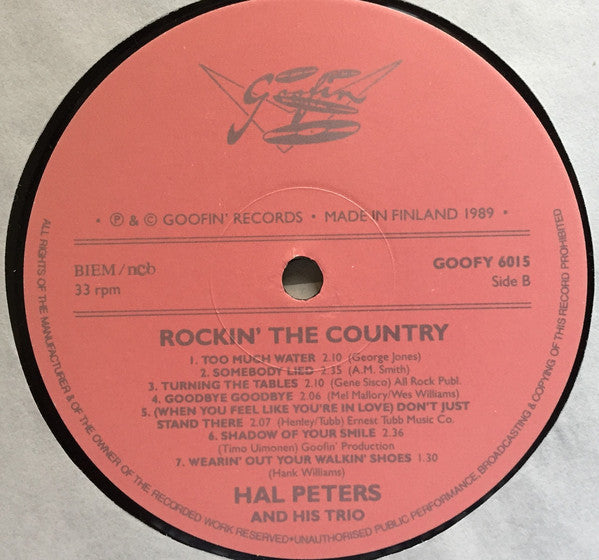 Goofin'
• ℗ & © GOOFIN' RECORDS • MADE IN FINLAND 1989 •
BIEM/ncb
33 rpm
GOOFY 6015
Side B
ROCKIN' THE COUNTRY
1. TOO MUCH WATER 2.10 (George Jones)
2. SOMEBODY LIED 2.35 (A.M. Smith)
3. TURNING THE TABLES 2.10 (Gene Sisco) All Rock Publ.
4. GOODBYE GOODBYE 2.06 (Mel Mallory/Wes Williams)
5. (WHEN YOU FEEL LIKE YOU'RE IN LOVE) DON'T JUST
STAND THERE 2.07 (Henley/Tubb) Ernest Tubb Music Co.
6. SHADOW OF YOUR SMILE 2.36
(Timo Uimonen) Goofin' Production
7. WEARIN' OUT YOUR WALKIN' SHOES 1.30
(Hank Williams)
HAL PETERS
AND HIS TRIO
ALL RIGHTS OF THE MANUFACTURER & OF THE OWNER OF THE RECORDED WORK RESERVED•UNAUTHORISED PUBLIC PERFORMANCE, BROADCASTING & COPYING OF THIS RECORD PROHIBITED